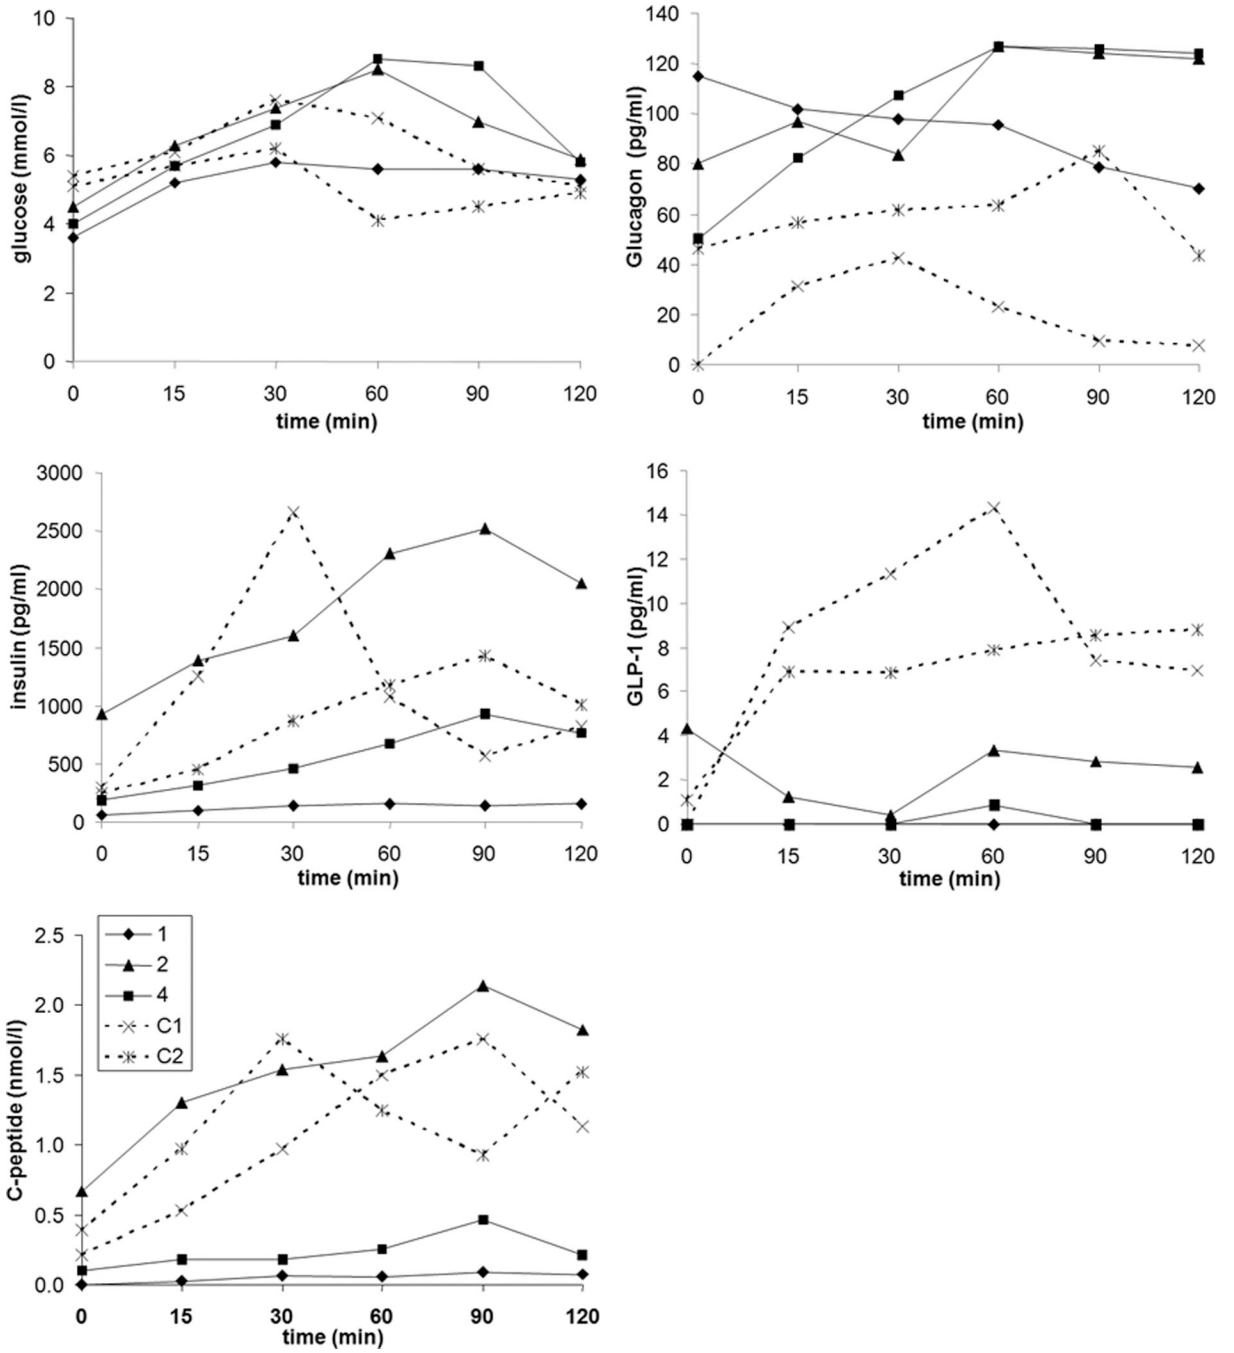 glucose (mmol/l)
10
8
6
4
2
0
0 15 30 60 90 120
time (min)
Glucagon (pg/ml)
140
120
100
80
60
40
20
0
0 15 30 60 90 120
time (min)
insulin (pg/ml)
3000
2500
2000
1500
1000
500
0
0 15 30 60 90 120
time (min)
GLP-1 (pg/ml)
16
14
12
10
8
6
4
2
0
0 15 30 60 90 120
time (min)
C-peptide (nmol/l)
2.5
2.0
1.5
1.0
0.5
0.0
0 15 30 60 90 120
time (min)
1
2
4
C1
C2